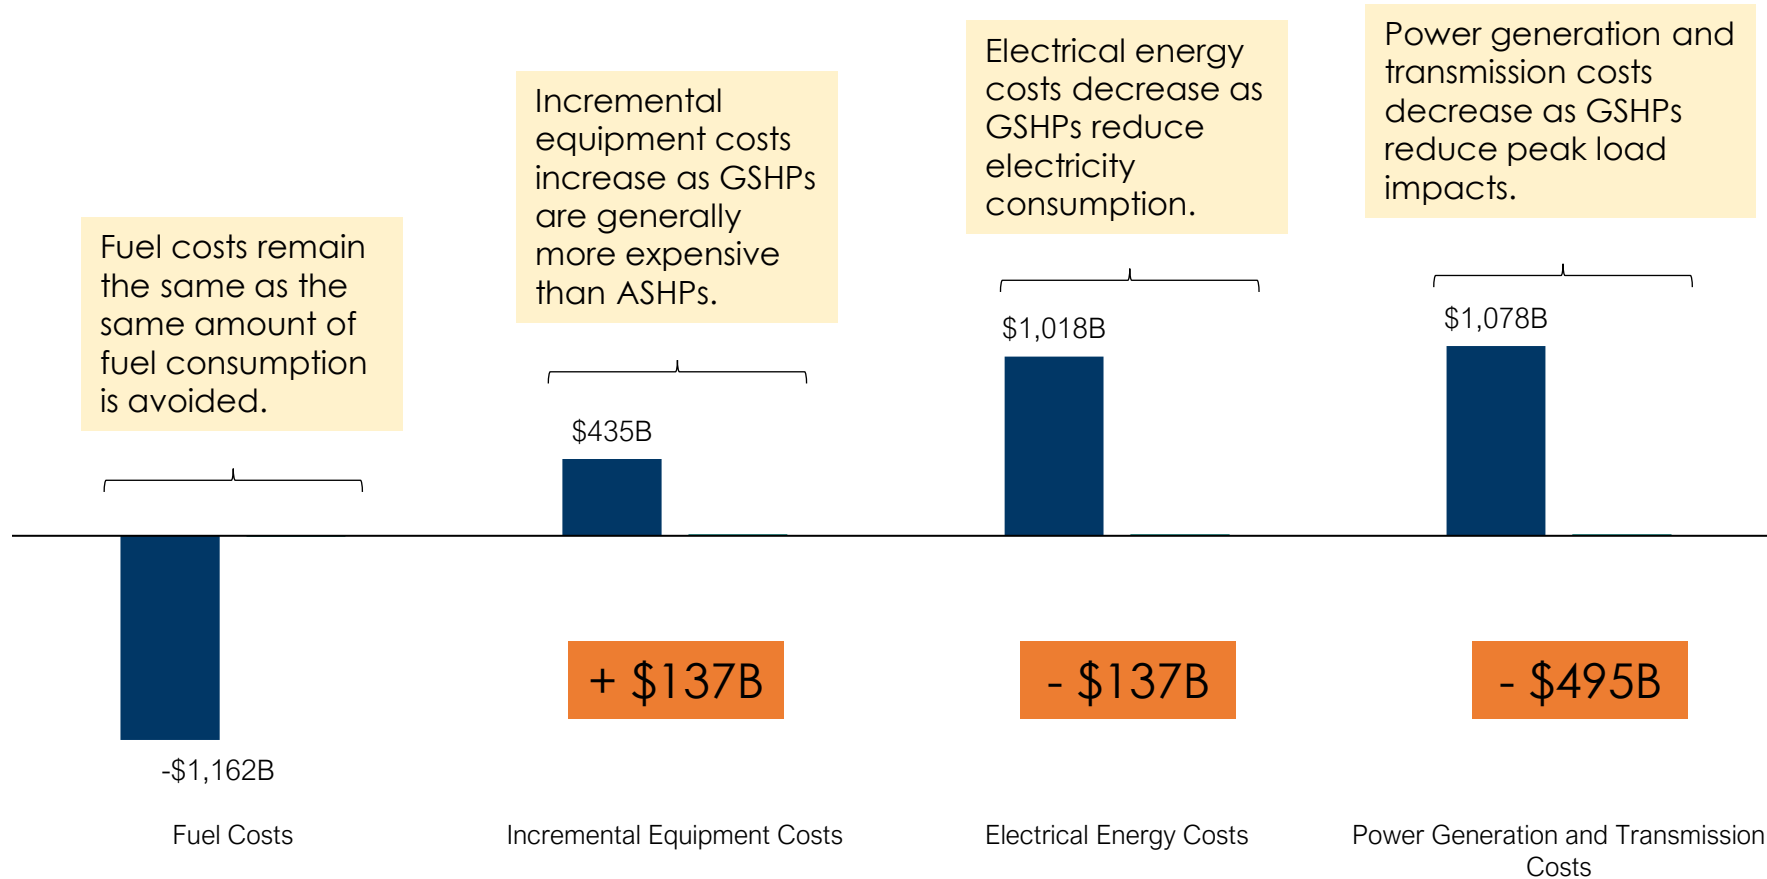 Fuel costs remain
the same as the
same amount of
fuel consumption
is avoided.
Incremental
equipment costs
increase as GSHPs
are generally
more expensive
than ASHPs.
Electrical energy
costs decrease as
GSHPs reduce
electricity
consumption.
Power generation and
transmission costs
decrease as GSHPs
reduce peak load
impacts.
$435B
$1,018B
$1,078B
+ $137B
- $137B
- $495B
-$1,162B
Fuel Costs
Incremental Equipment Costs
Electrical Energy Costs
Power Generation and Transmission
Costs